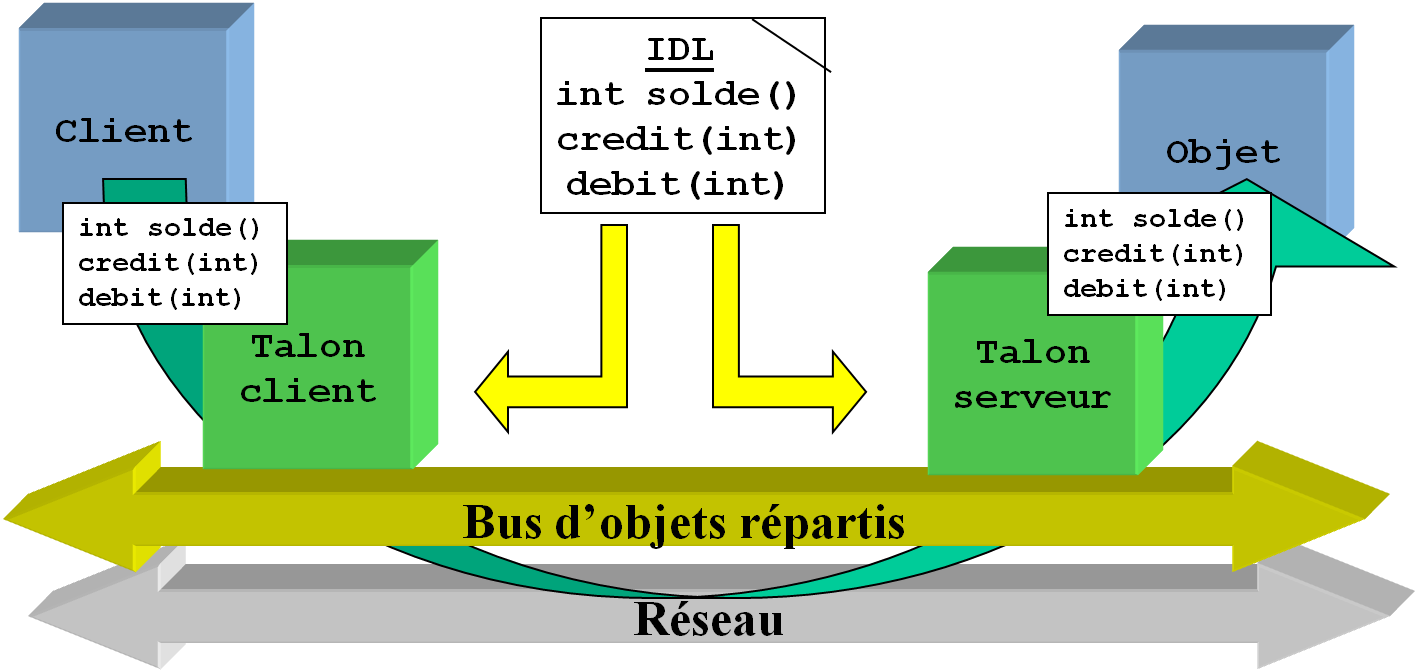 IDL
int solde()
credit(int)
debit(int)
Client
Objet
int solde()
credit(int)
debit(int)
int solde()
credit(int)
debit(int)
Talon
client
Talon
serveur
Bus d’objets répartis
Réseau